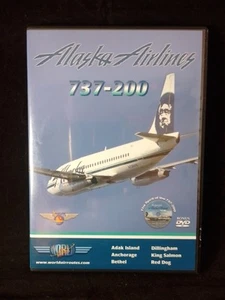 Alaska Airlines
737-200
Adak Island
Anchorage
Bethel
Dillingham
King Salmon
Red Dog
DVD
www.worldairroutes.com